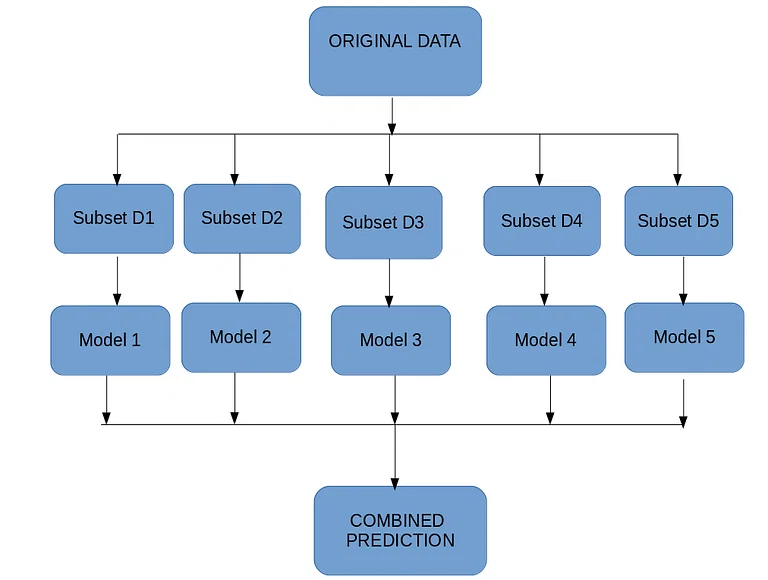 ORIGINAL DATA
Subset D1
Subset D2
Subset D3
Subset D4
Subset D5
Model 1
Model 2
Model 3
Model 4
Model 5
COMBINED
PREDICTION